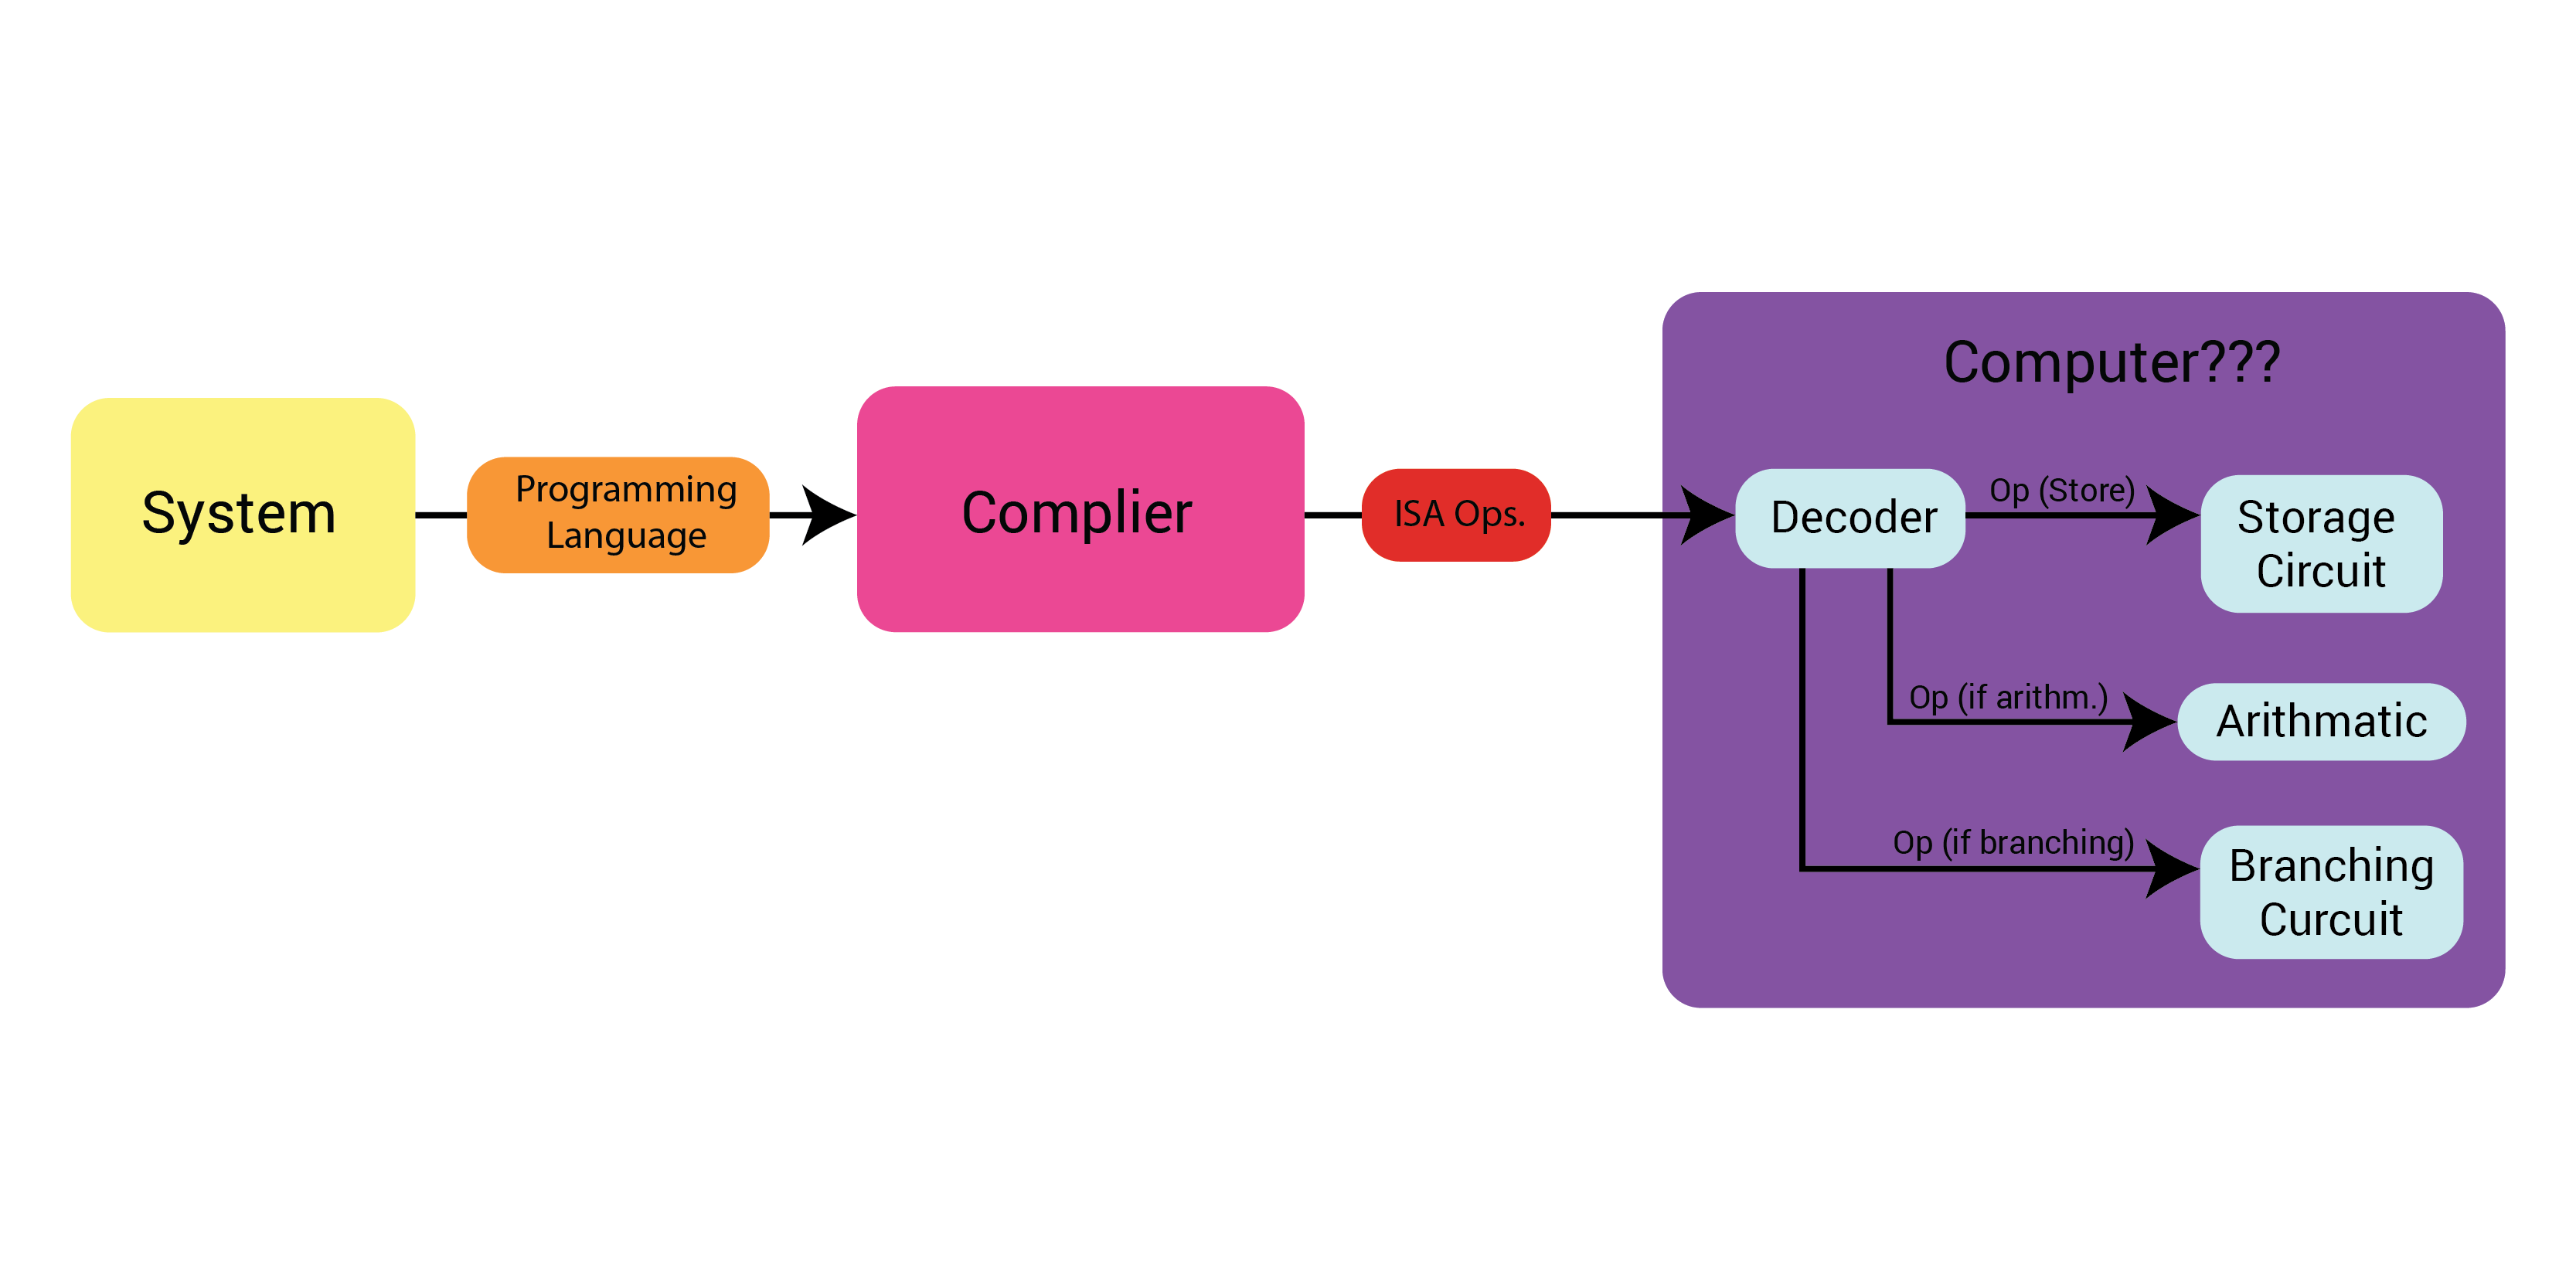 System
Programming
Language
Complier
ISA Ops.
Computer???
Decoder
Op (Store)
Storage
Circuit
Op (if arithm.)
Arithmatic
Op (if branching)
Branching
Curcuit